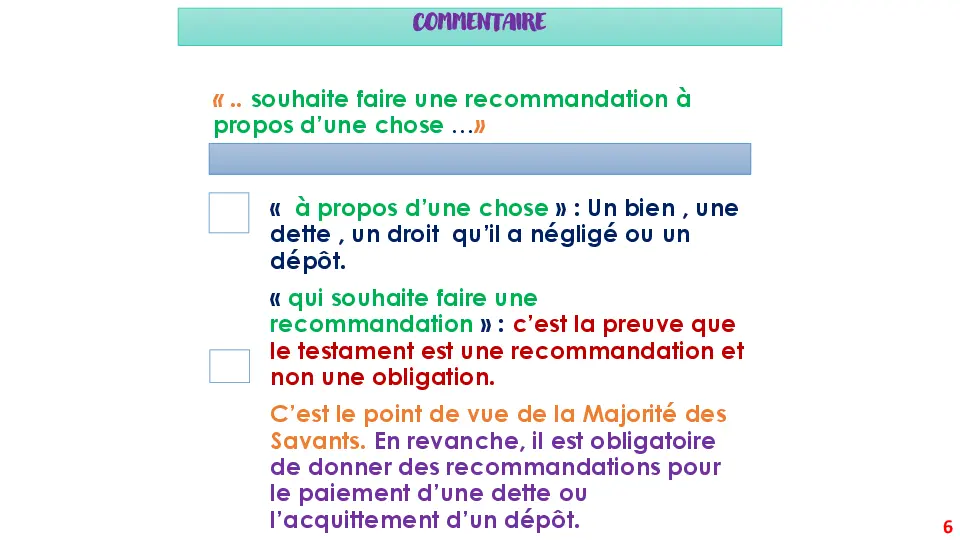 COMMENTAIRE
« .. souhaite faire une recommandation à
propos d’une chose …»
« à propos d’une chose » : Un bien , une
dette , un droit qu’il a négligé ou un
dépôt.
« qui souhaite faire une
recommandation » : c’est la preuve que
le testament est une recommandation et
non une obligation.
C’est le point de vue de la Majorité des
Savants. En revanche, il est obligatoire
de donner des recommandations pour
le paiement d’une dette ou
l’acquittement d’un dépôt.
6